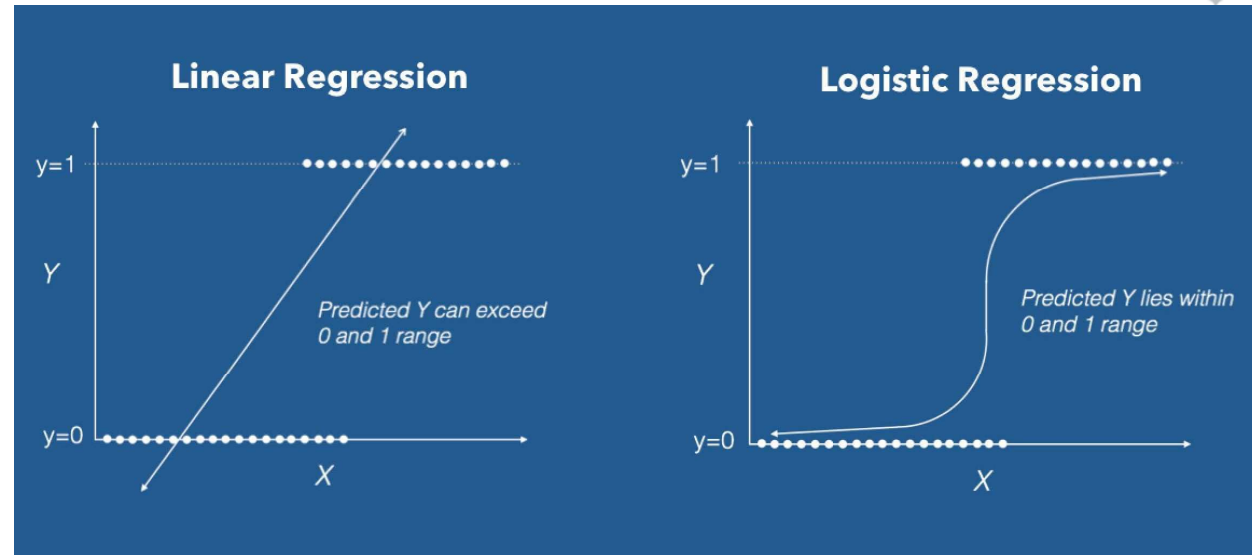 Linear Regression
y=1
Y
Predicted Y can exceed
0 and 1 range
y=0
X
Logistic Regression
y=1
Y
Predicted Y lies within
0 and 1 range
y=0
X